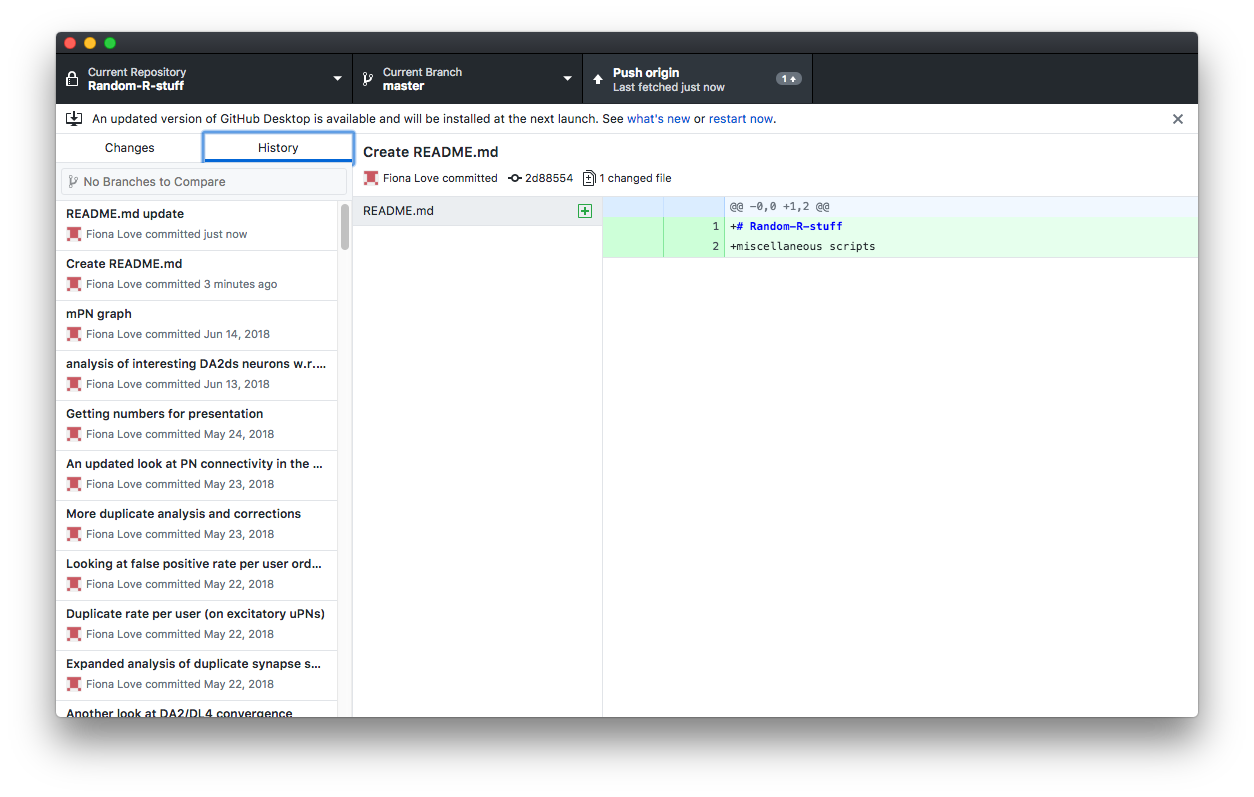 Current Repository
Random-R-stuff
Current Branch
master
Push origin
Last fetched just now
1
An updated version of GitHub Desktop is available and will be installed at the next launch. See what's new or restart now.
Changes
History
No Branches to Compare
README.md update
Fiona Love committed just now
Create README.md
Fiona Love committed 3 minutes ago
mPN graph
Fiona Love committed Jun 14, 2018
analysis of interesting DA2ds neurons w.r....
Fiona Love committed Jun 13, 2018
Getting numbers for presentation
Fiona Love committed May 24, 2018
An updated look at PN connectivity in the ...
Fiona Love committed May 23, 2018
More duplicate analysis and corrections
Fiona Love committed May 23, 2018
Looking at false positive rate per user ord...
Fiona Love committed May 22, 2018
Duplicate rate per user (on excitatory uPNs)
Fiona Love committed May 22, 2018
Expanded analysis of duplicate synapse s...
Fiona Love committed May 22, 2018
Another look at DA2/DL4 convergence
Create README.md
Fiona Love committed 2d88554 1 changed file
README.md
@@ -0,0 +1,2 @@
1 +# Random-R-stuff
2 +miscellaneous scripts